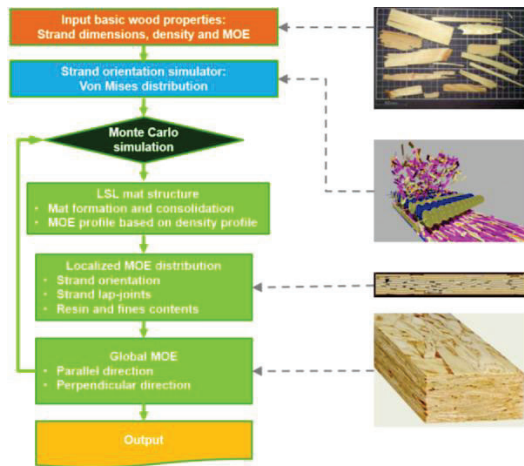 Input basic wood properties:
Strand dimensions, density and MOE
Strand orientation simulator:
Von Mises distribution
Monte Carlo
simulation
LSL mat structure
• Mat formation and consolidation
• MOE profile based on density profile
Localized MOE distribution
• Strand orientation
• Strand lap-joints
• Resin and fines contents
Global MOE
• Parallel direction
• Perpendicular direction
Output